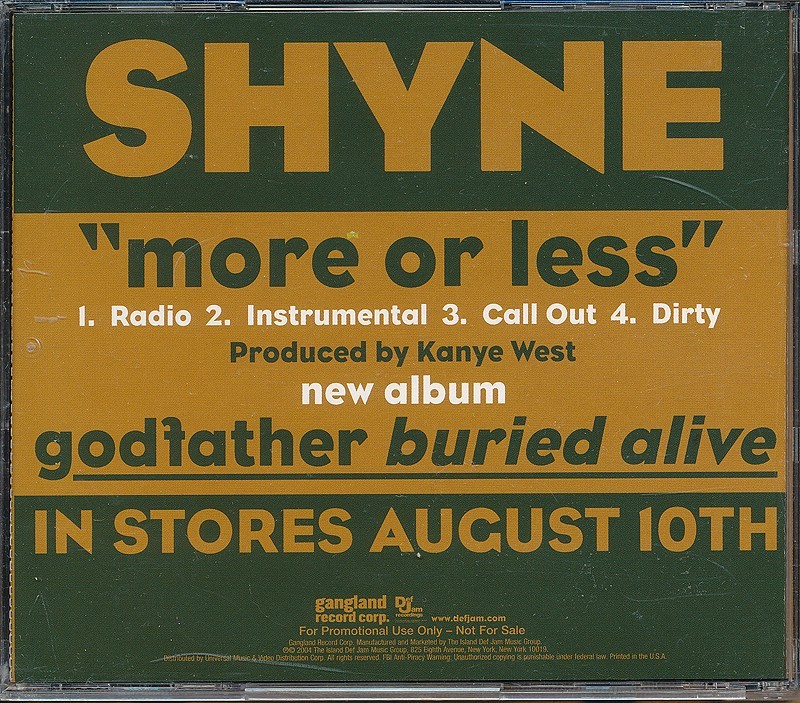 SHYNE
“more or less”
1. Radio 2. Instrumental 3. Call Out 4. Dirty
Produced by Kanye West
new album
godfather buried alive
IN STORES AUGUST 10TH
gangland Def Jam
record corp. recordings www.defjam.com
For Promotional Use Only – Not For Sale
Gangland Record Corp. Manufactured and Marketed by The Island Def Jam Music Group.
℗© 2004 The Island Def Jam Music Group, 825 Eighth Avenue, New York, New York 10019.
Distributed by Universal Music & Video Distribution Corp. All rights reserved. FBI Anti-Piracy Warning: Unauthorized copying is punishable under federal law. Printed in the U.S.A.